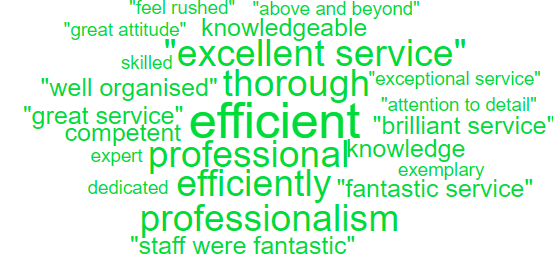 "feel rushed" "above and beyond"
"great attitude" knowledgeable
skilled "excellent service"
"well organised" thorough "exceptional service"
"great service" efficient "attention to detail"
competent "brilliant service"
expert professional knowledge
exemplary
dedicated efficiently "fantastic service"
professionalism
"staff were fantastic"